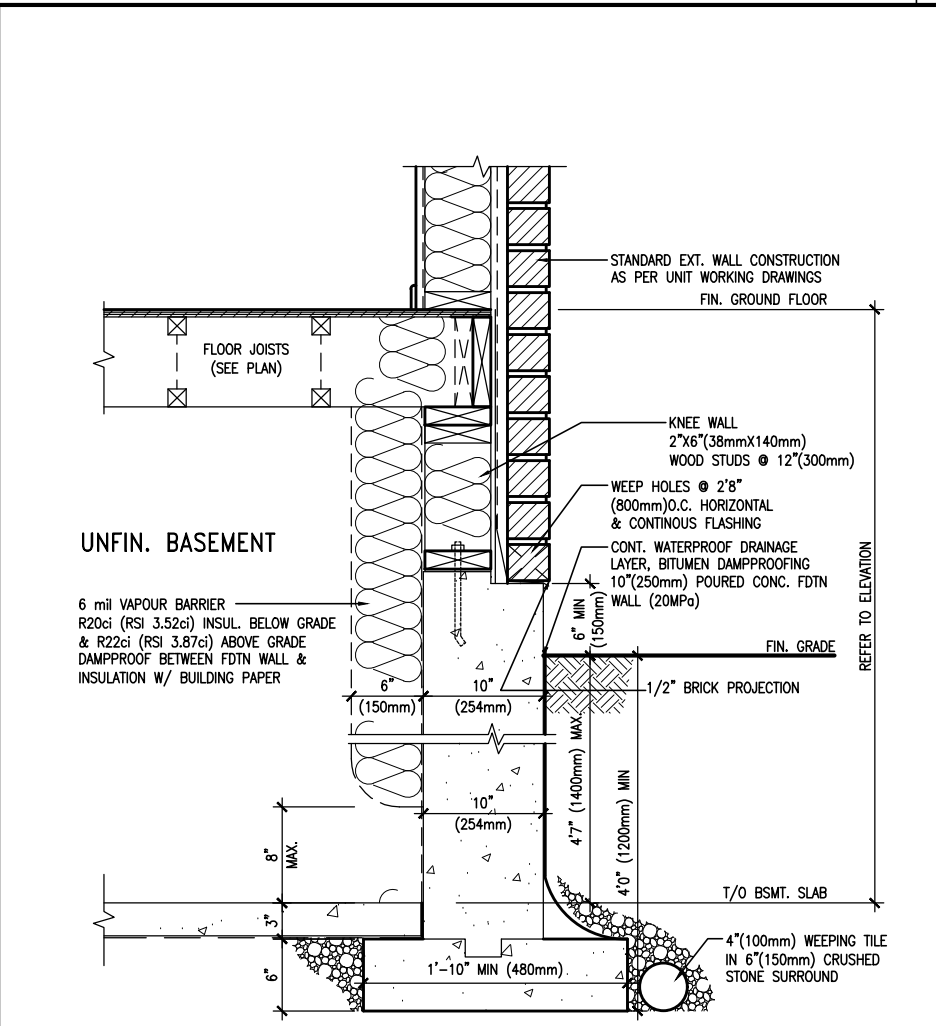 STANDARD EXT. WALL CONSTRUCTION
AS PER UNIT WORKING DRAWINGS
FIN. GROUND FLOOR
FLOOR JOISTS
(SEE PLAN)
KNEE WALL
2"X6"(38mmX140mm)
WOOD STUDS @ 12"(300mm)
WEEP HOLES @ 2'8"
(800mm)O.C. HORIZONTAL
& CONTINOUS FLASHING
UNFIN. BASEMENT
CONT. WATERPROOF DRAINAGE
LAYER, BITUMEN DAMPPROOFING
10"(250mm) POURED CONC. FDTN
WALL (20MPa)
6 mil VAPOUR BARRIER
R20ci (RSI 3.52ci) INSUL. BELOW GRADE
& R22ci (RSI 3.87ci) ABOVE GRADE
DAMPPROOF BETWEEN FDTN WALL &
INSULATION W/ BUILDING PAPER
6" MIN
(150mm)
REFER TO ELEVATION
FIN. GRADE
6"
(150mm)
10"
(254mm)
1/2" BRICK PROJECTION
4'7" (1400mm) MAX.
4'0" (1200mm) MIN
10"
(254mm)
8"
MAX.
T/O BSMT. SLAB
3"
6"
1'-10" MIN (480mm)
4"(100mm) WEEPING TILE
IN 6"(150mm) CRUSHED
STONE SURROUND